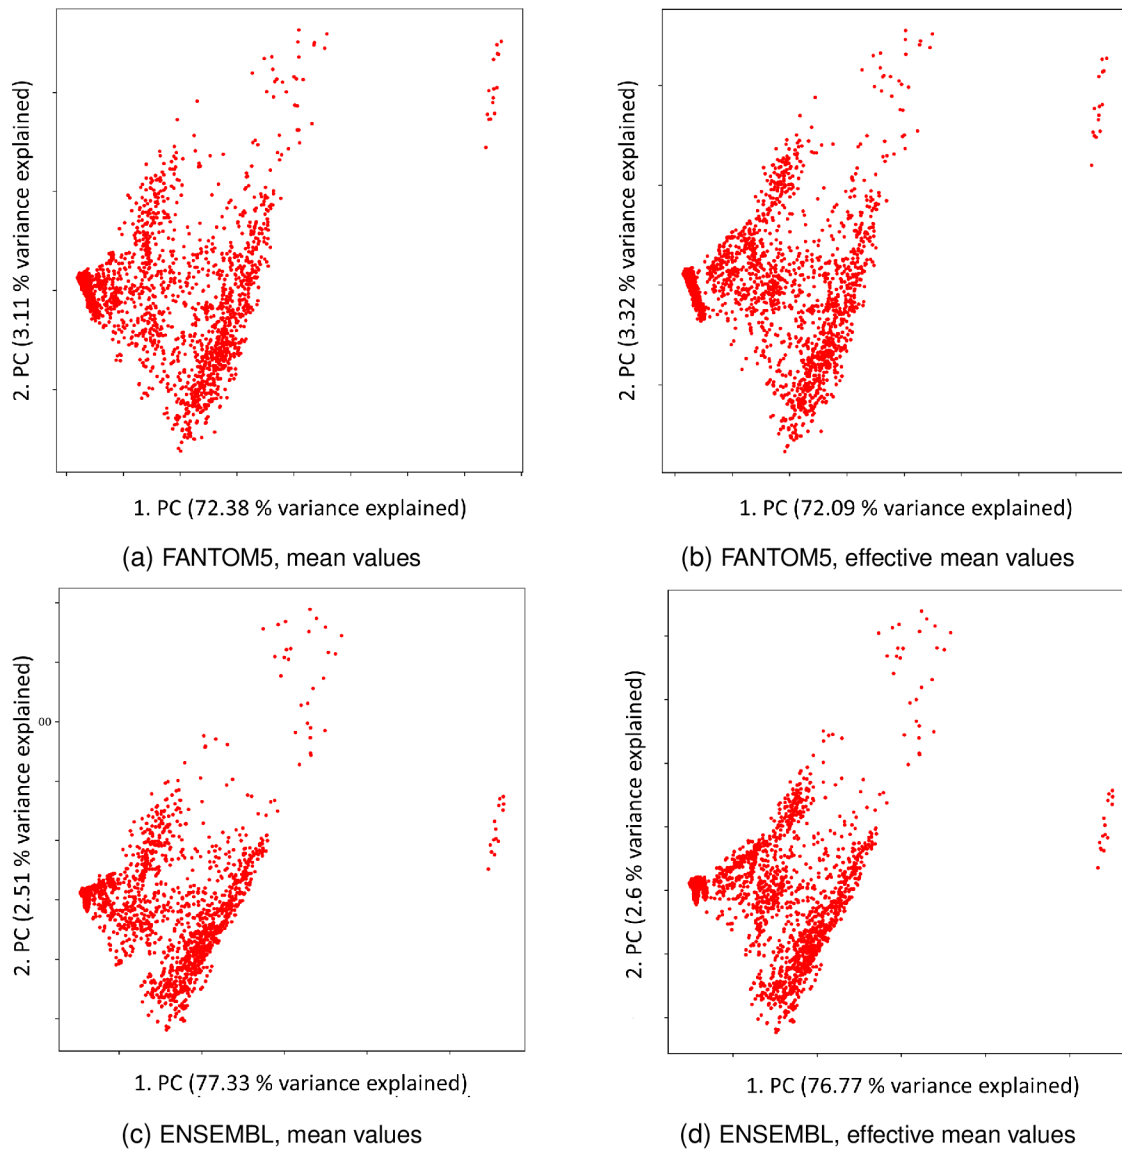 2. PC (3.11 % variance explained)
1. PC (72.38 % variance explained)
(a) FANTOM5, mean values
2. PC (3.32 % variance explained)
1. PC (72.09 % variance explained)
(b) FANTOM5, effective mean values
2. PC (2.51 % variance explained)
00
1. PC (77.33 % variance explained)
(c) ENSEMBL, mean values
2. PC (2.6 % variance explained)
1. PC (76.77 % variance explained)
(d) ENSEMBL, effective mean values